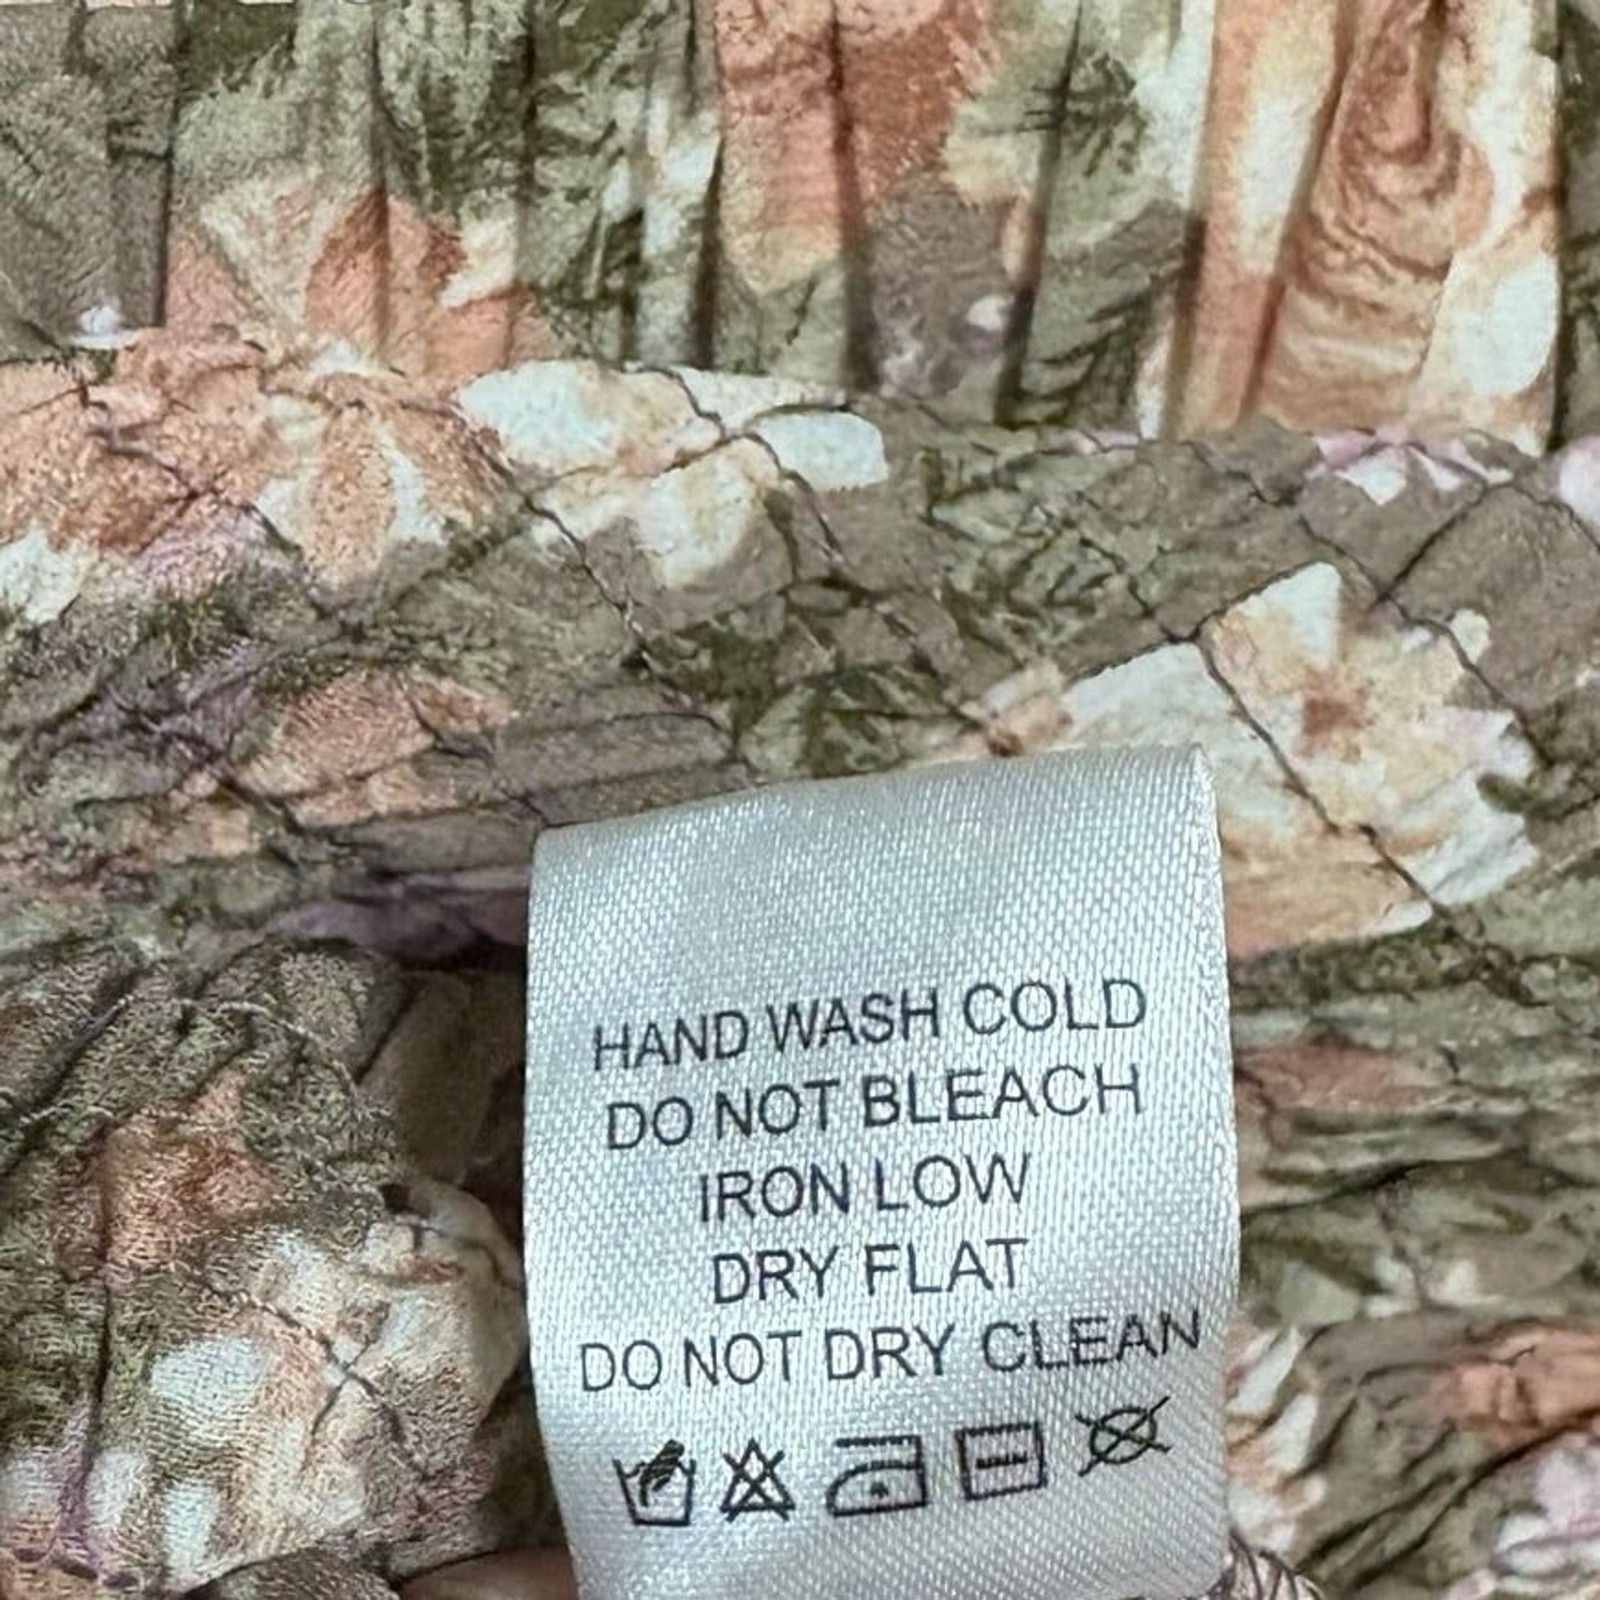 HAND WASH COLD
DO NOT BLEACH
IRON LOW
DRY FLAT
DO NOT DRY CLEAN